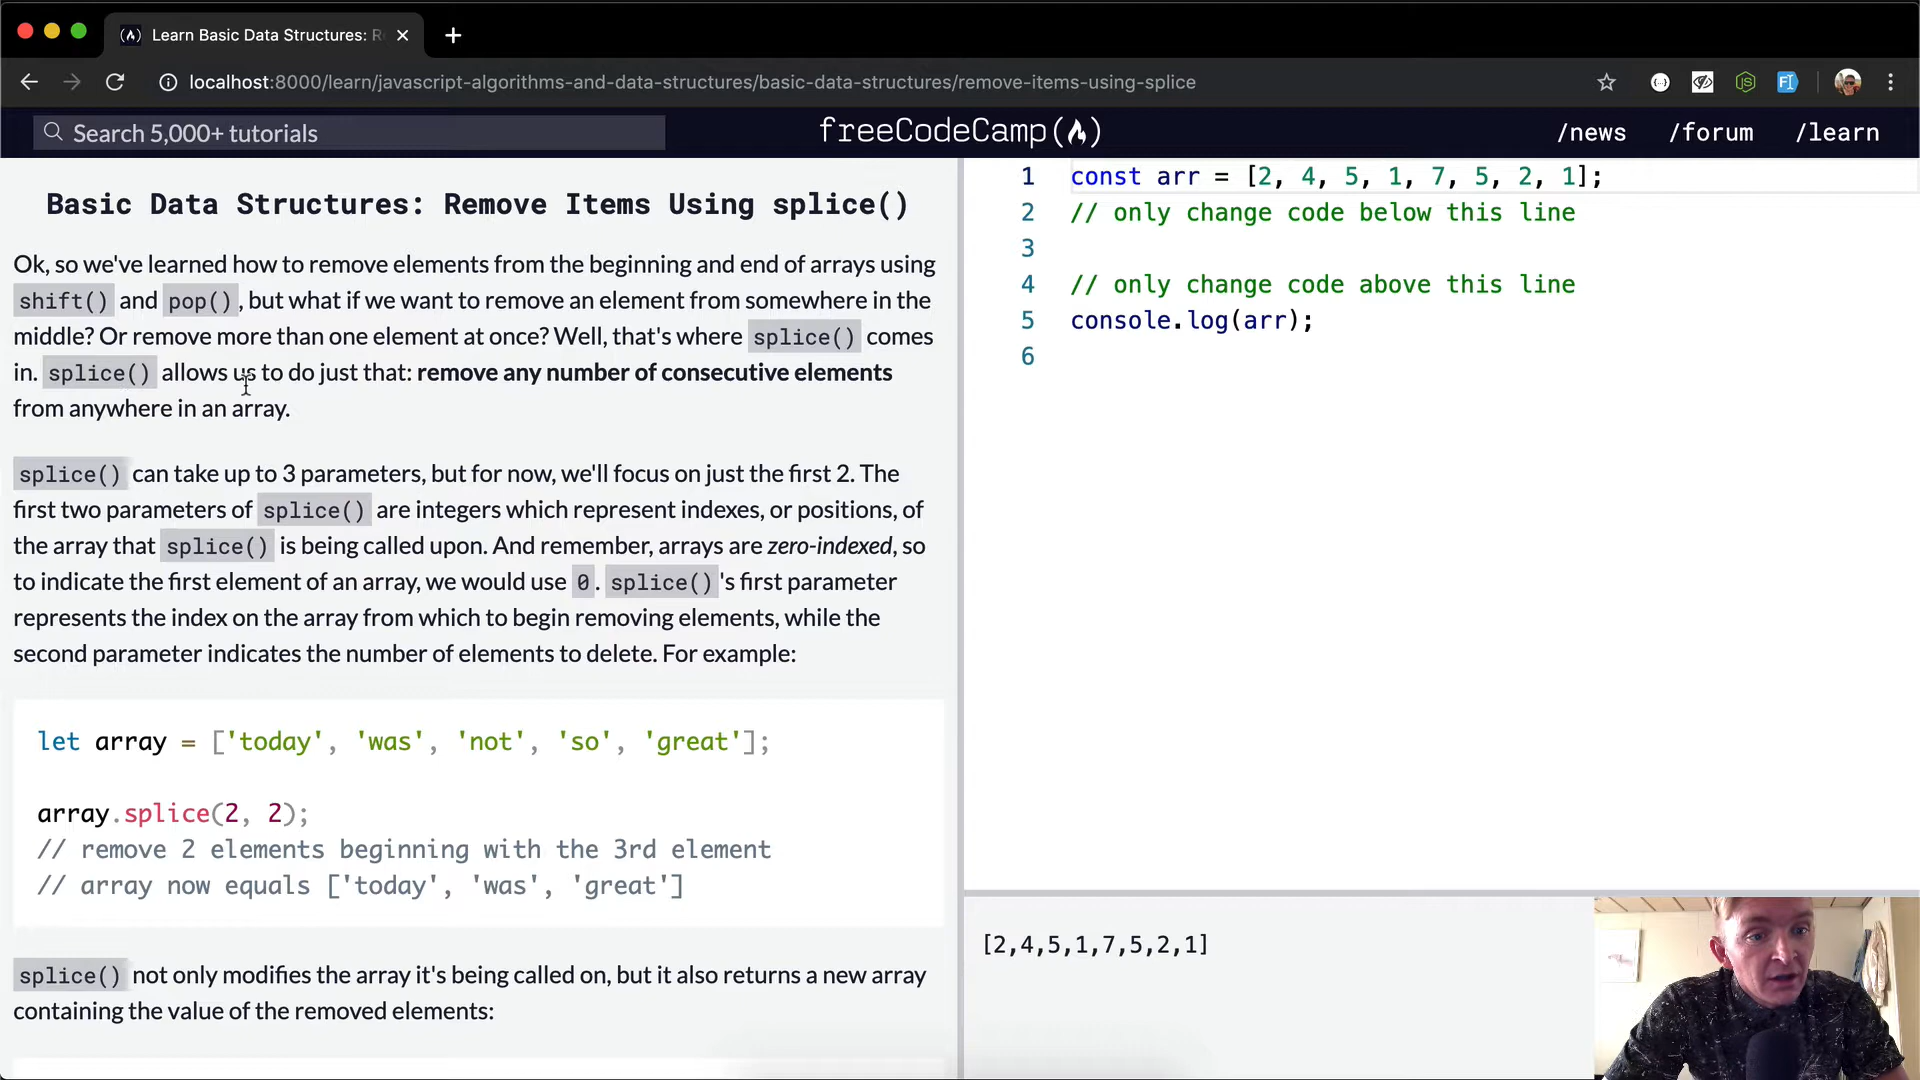 Learn Basic Data Structures: R
localhost:8000/learn/javascript-algorithms-and-data-structures/basic-data-structures/remove-items-using-splice
Search 5,000+ tutorials
freeCodeCamp
/news /forum /learn
Basic Data Structures: Remove Items Using splice()
Ok, so we've learned how to remove elements from the beginning and end of arrays using
shift() and pop(), but what if we want to remove an element from somewhere in the
middle? Or remove more than one element at once? Well, that's where splice() comes
in. splice() allows us to do just that: remove any number of consecutive elements
from anywhere in an array.
splice() can take up to 3 parameters, but for now, we'll focus on just the first 2. The
first two parameters of splice() are integers which represent indexes, or positions, of
the array that splice() is being called upon. And remember, arrays are zero-indexed, so
to indicate the first element of an array, we would use 0. splice()'s first parameter
represents the index on the array from which to begin removing elements, while the
second parameter indicates the number of elements to delete. For example:
let array = ['today', 'was', 'not', 'so', 'great'];
array.splice(2, 2);
// remove 2 elements beginning with the 3rd element
// array now equals ['today', 'was', 'great']
splice() not only modifies the array it's being called on, but it also returns a new array
containing the value of the removed elements:
1 const arr = [2, 4, 5, 1, 7, 5, 2, 1];
2 // only change code below this line
3
4 // only change code above this line
5 console.log(arr);
6
[2,4,5,1,7,5,2,1]